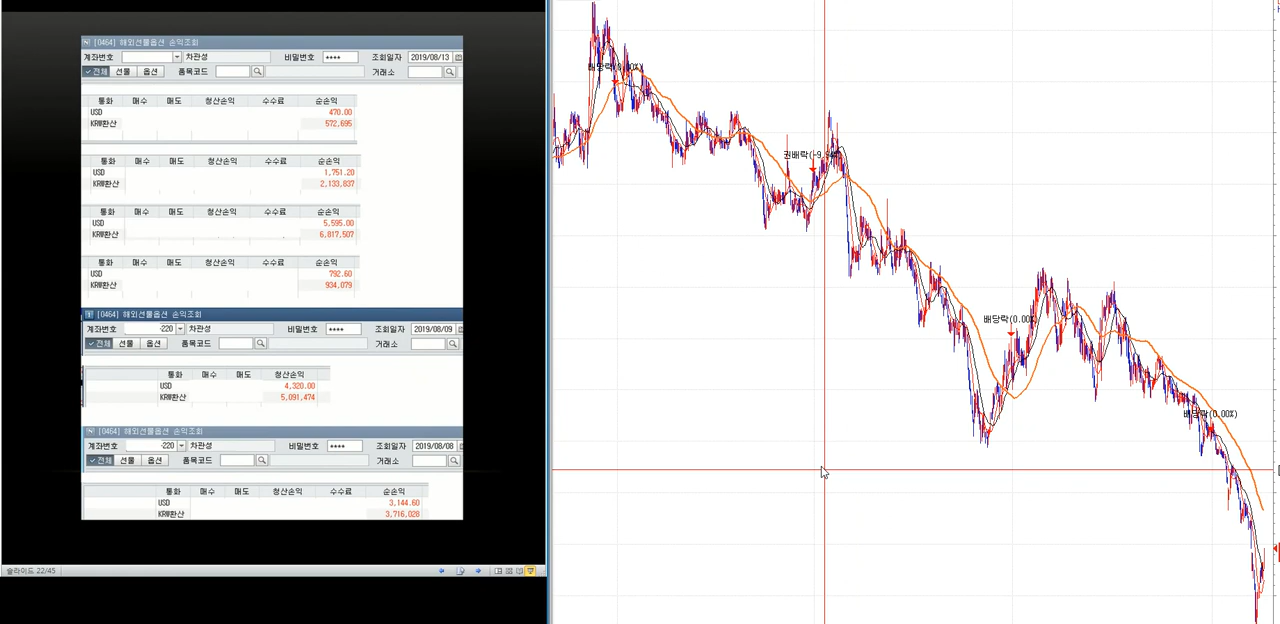 [0464] 해외선물옵션 손익조회
계좌번호 차관성 비밀번호 **** 조회일자 2019/08/13
전체 선물 옵션 품목코드 거래소
통화 매수 매도 청산손익 수수료 순손익
USD 470.00
KRW환산 572,695
통화 매수 매도 청산손익 수수료 순손익
USD 1,751.20
KRW환산 2,133,837
통화 매수 매도 청산손익 수수료 순손익
USD 5,595.00
KRW환산 6,817,507
통화 매수 매도 청산손익 수수료 순손익
USD 792.60
KRW환산 934,079
[0464] 해외선물옵션 손익조회
계좌번호 -220 차관성 비밀번호 **** 조회일자 2019/08/09
전체 선물 옵션 품목코드 거래소
통화 매수 매도 청산손익
USD 4,320.00
KRW환산 5,091,474
[0464] 해외선물옵션 손익조회
계좌번호 -220 차관성 비밀번호 **** 조회일자 2019/08/08
전체 선물 옵션 품목코드 거래소
통화 매수 매도 청산손익 수수료 순손익
USD 3,144.60
KRW환산 3,716,028
슬라이드 22/45
배당락(0.00%)
배당락(0.00%)
배당락(0.00%)